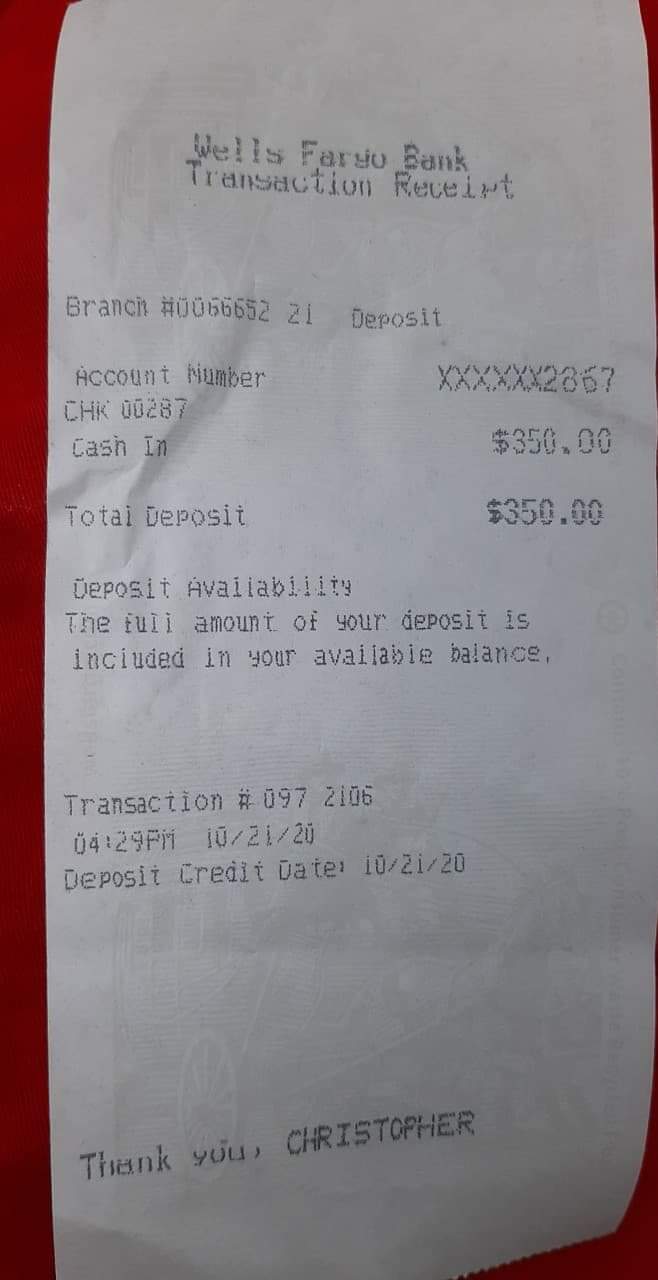 Wells Fargo Bank
Transaction Receipt
Branch #0066652 21 Deposit
Account Number XXXXXX2867
CHK 00287
Cash In $350.00
Total Deposit $350.00
Deposit Availability
The full amount of your deposit is
included in your available balance.
Transaction # 097 2106
04:29PM 10/21/20
Deposit Credit Date: 10/21/20
Thank you, CHRISTOPHER